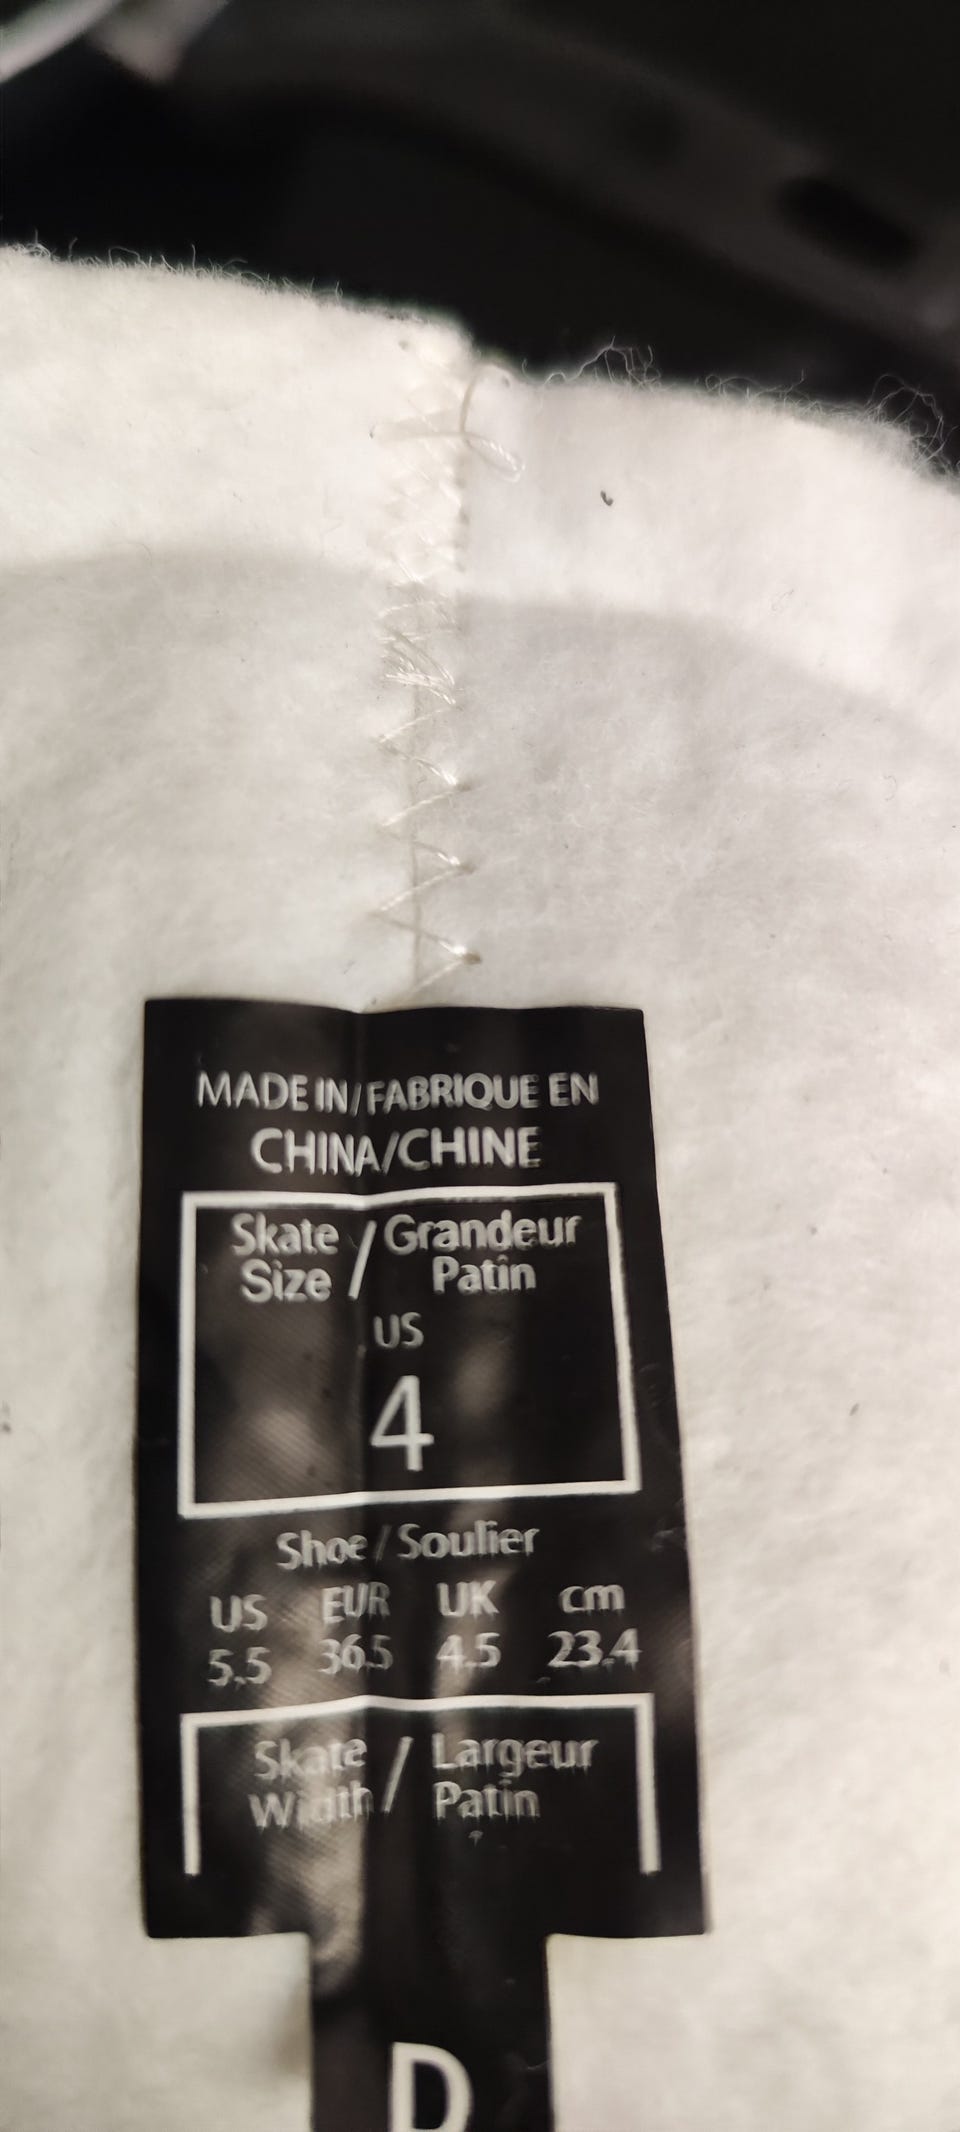 MADE IN/FABRIQUE EN
CHINA/CHINE
Skate / Grandeur
Size Patin
US
4
Shoe / Soulier
US EUR UK cm
5.5 36.5 4.5 23.4
Skate / Largeur
Width Patin
D